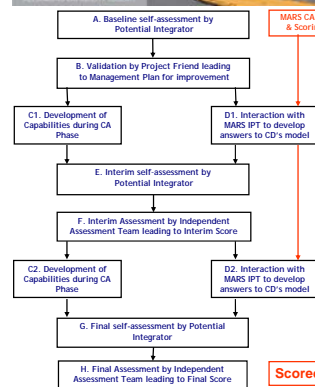 A. Baseline self-assessment by
Potential Integrator
MARS CA
& Scori
B. Validation by Project Friend leading
to Management Plan for improvement
C1. Development of
Capabilities during CA
Phase
D1. Interaction with
MARS IPT to develop
answers to CD's model
E. Interim self-assessment by
Potential Integrator
F. Interim Assessment by Independent
Assessment Team leading to Interim Score
C2. Development of
Capabilities during CA
Phase
D2. Interaction with
MARS IPT to develop
answers to CD's model
G. Final self-assessment by Potential
Integrator
H. Final Assessment by Independent
Assessment Team leading to Final Score
Scored